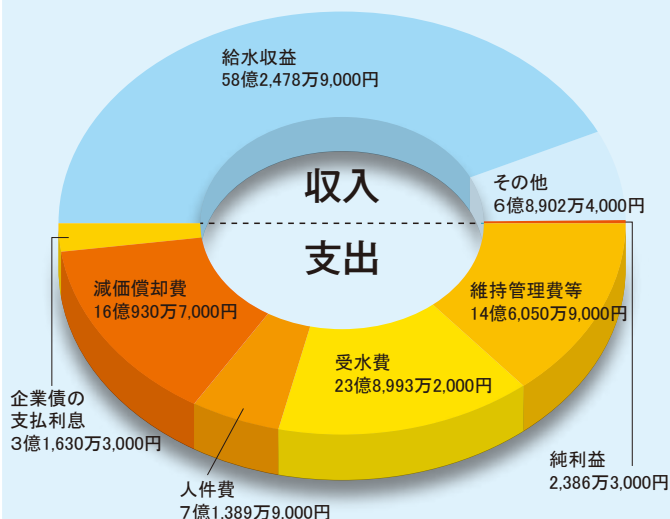 給水収益
58億2,478万9,000円
収入
その他
6億8,902万4,000円
支出
減価償却費
16億930万7,000円
維持管理費等
14億6,050万9,000円
受水費
23億8,993万2,000円
企業債の
支払利息
3億1,630万3,000円
人件費
7億1,389万9,000円
純利益
2,386万3,000円